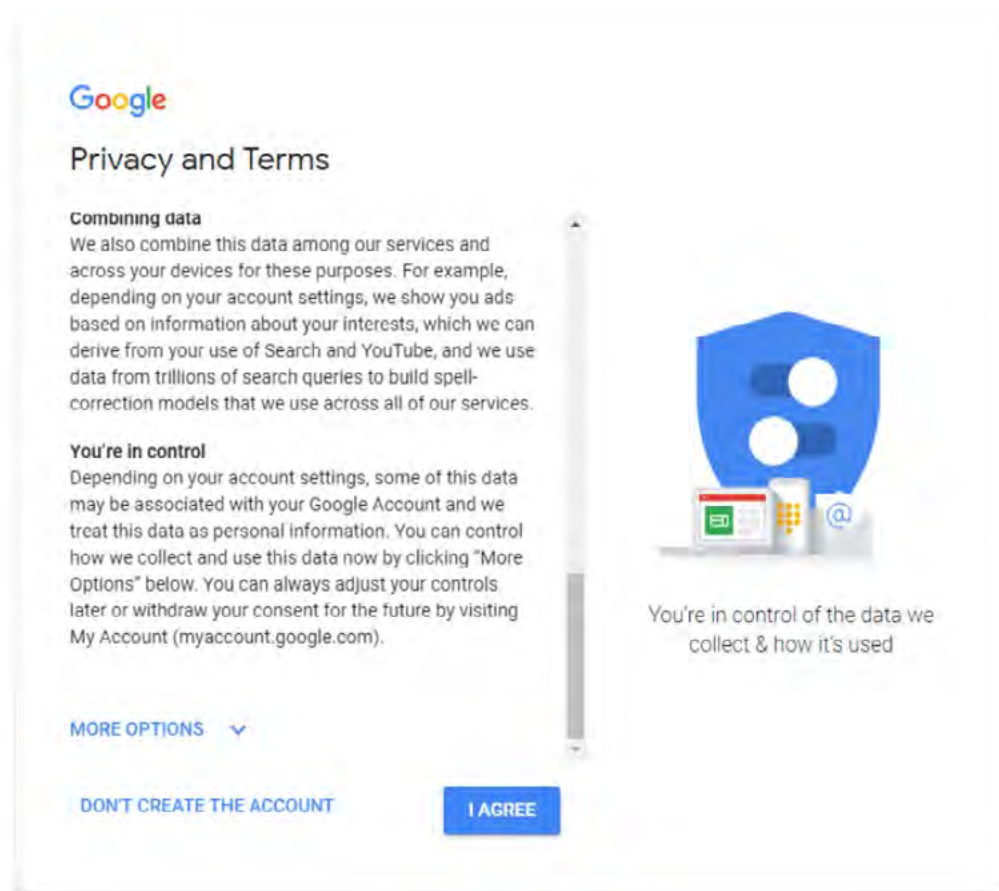 Google
Privacy and Terms
Combining data
We also combine this data among our services and
across your devices for these purposes. For example,
depending on your account settings, we show you ads
based on information about your interests, which we can
derive from your use of Search and YouTube, and we use
data from trillions of search queries to build spell-
correction models that we use across all of our services.
You're in control
Depending on your account settings, some of this data
may be associated with your Google Account and we
treat this data as personal information. You can control
how we collect and use this data now by clicking "More
Options" below. You can always adjust your controls
later or withdraw your consent for the future by visiting
My Account (myaccount.google.com).
MORE OPTIONS
DON'T CREATE THE ACCOUNT
I AGREE
@
You're in control of the data we
collect & how it's used